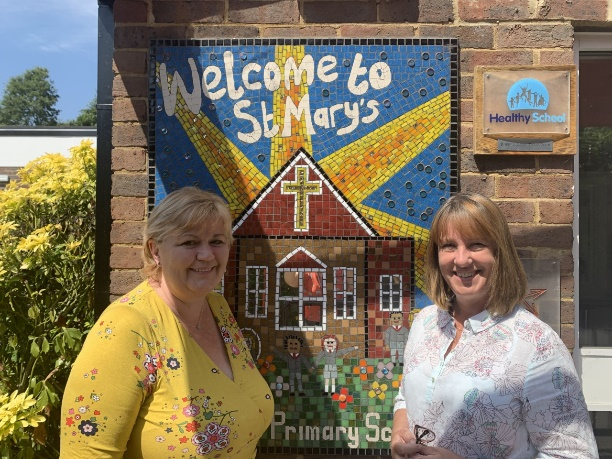 Welcome to
St Mary's
Primary Sc
Healthy School